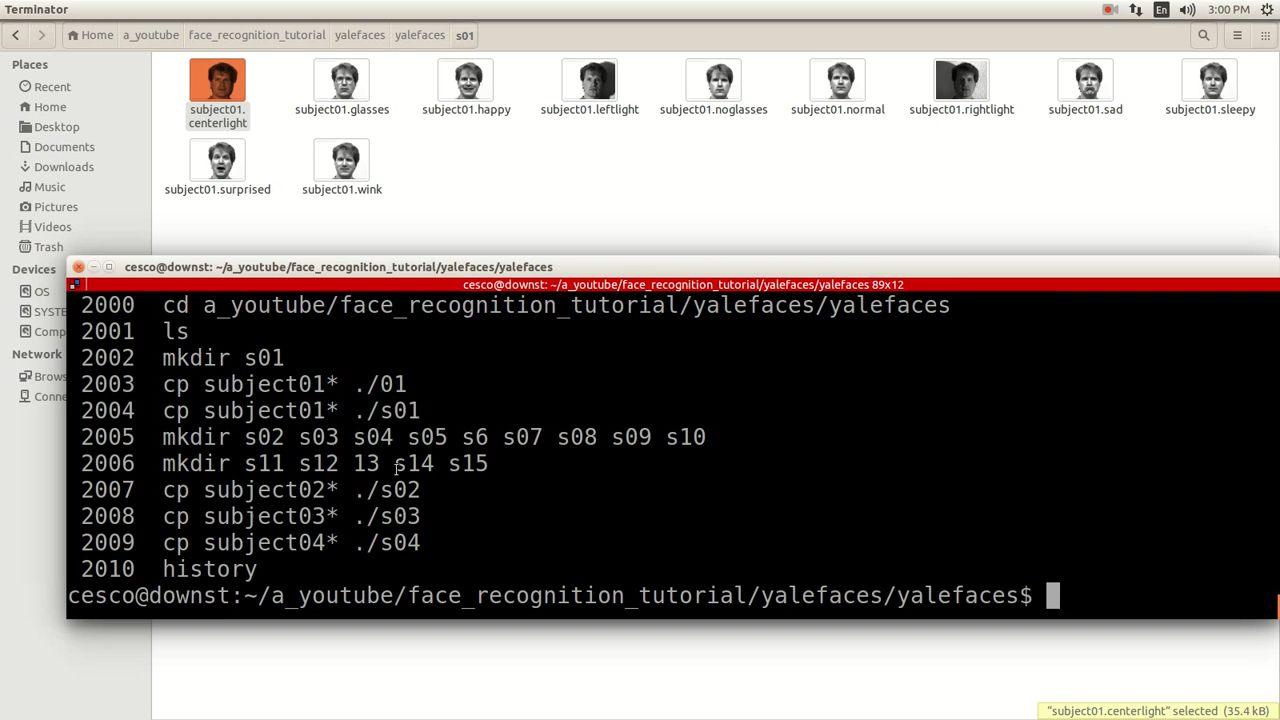 Terminator
En
3:00 PM
Home a_youtube face_recognition_tutorial yalefaces yalefaces s01
Places
Recent
Home
Desktop
Documents
Downloads
Music
Pictures
Videos
Trash
Devices
OS
SYSTE
Comp
Network
Brows
Conne
subject01.
centerlight
subject01.glasses
subject01.happy
subject01.leftlight
subject01.noglasses
subject01.normal
subject01.rightlight
subject01.sad
subject01.sleepy
subject01.surprised
subject01.wink
cesco@downst: ~/a_youtube/face_recognition_tutorial/yalefaces/yalefaces
cesco@downst: ~/a_youtube/face_recognition_tutorial/yalefaces/yalefaces 89x12
2000 cd a_youtube/face_recognition_tutorial/yalefaces/yalefaces
2001 ls
2002 mkdir s01
2003 cp subject01* ./01
2004 cp subject01* ./s01
2005 mkdir s02 s03 s04 s05 s6 s07 s08 s09 s10
2006 mkdir s11 s12 13 s14 s15
2007 cp subject02* ./s02
2008 cp subject03* ./s03
2009 cp subject04* ./s04
2010 history
cesco@downst:~/a_youtube/face_recognition_tutorial/yalefaces/yalefaces$
"subject01.centerlight" selected (35.4 kB)